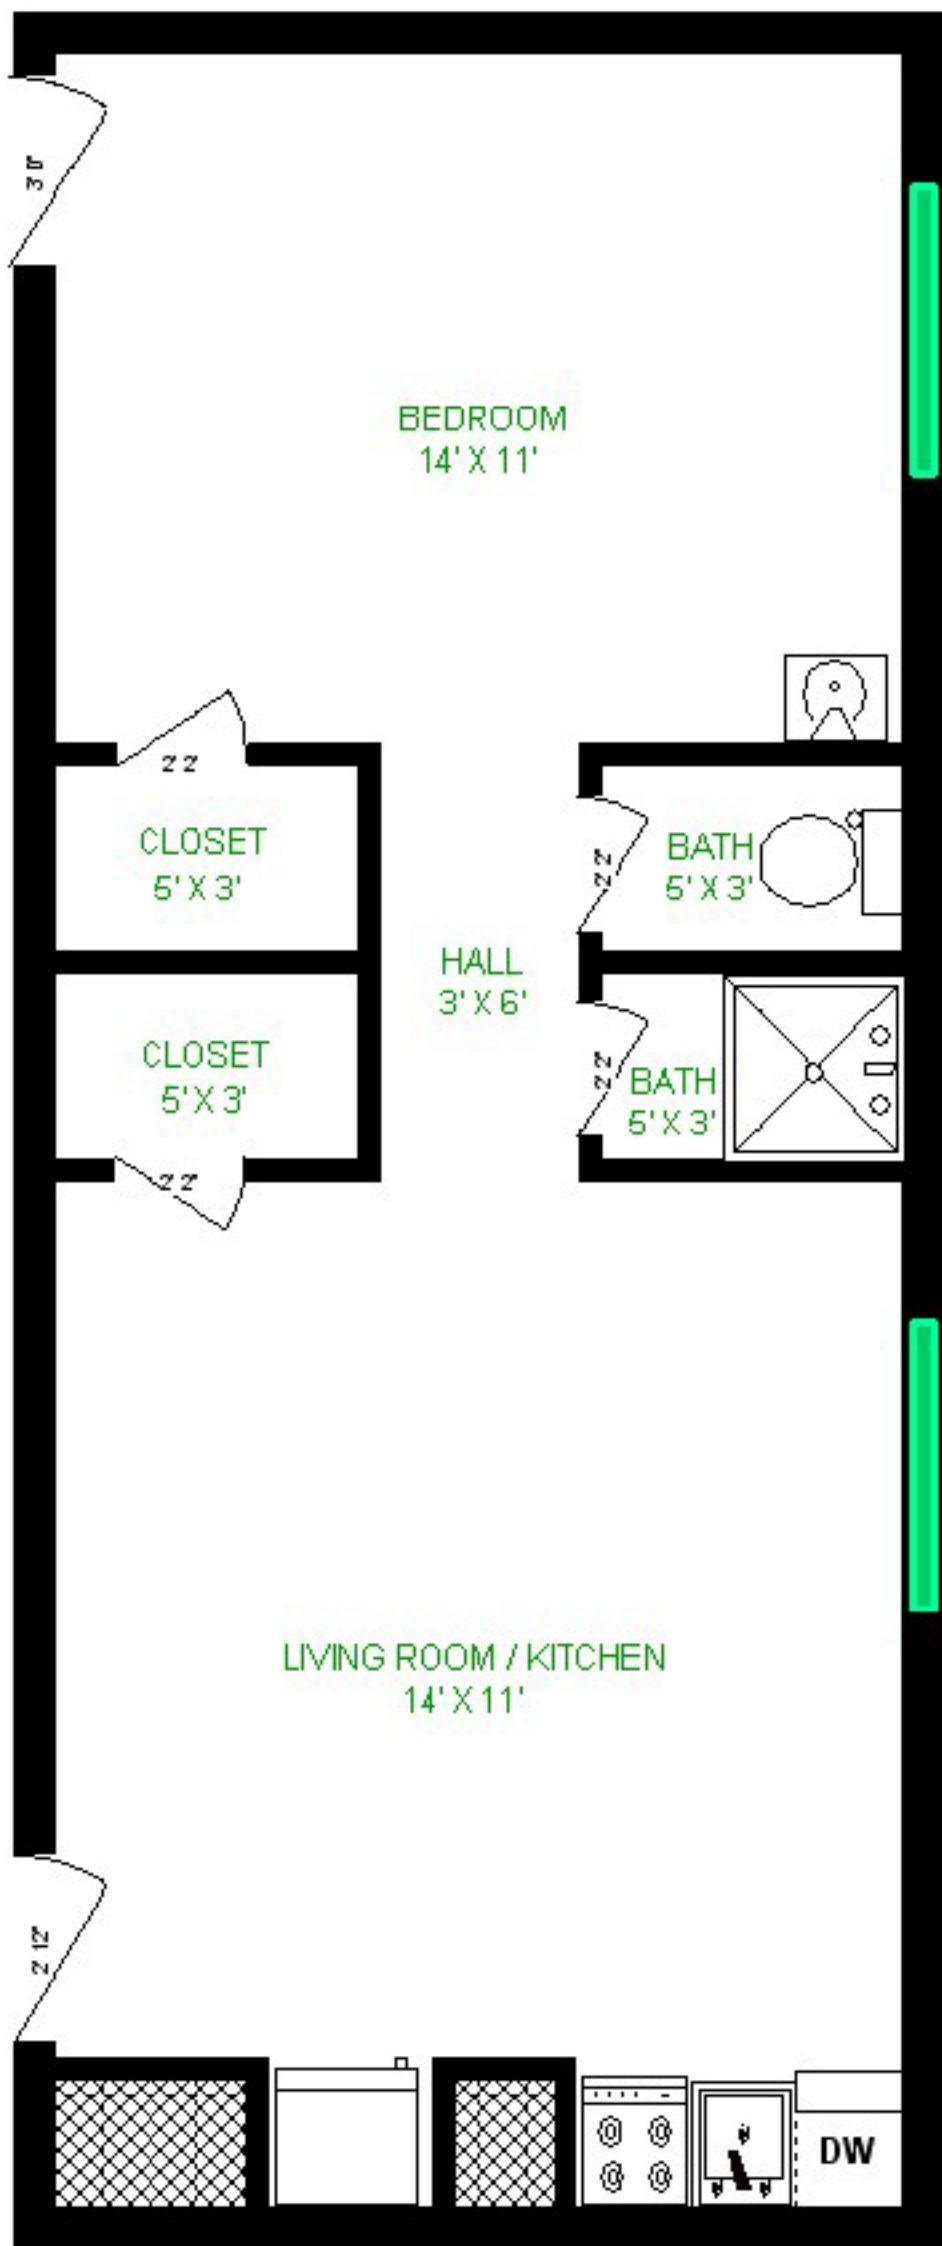 3' 0"
BEDROOM
14' X 11'
2' 2"
CLOSET
5' X 3'
BATH
5' X 3'
2' 2"
HALL
3' X 6'
CLOSET
5' X 3'
2' 2"
BATH
5' X 3'
2' 2"
LIVING ROOM / KITCHEN
14' X 11'
2' 12"
DW